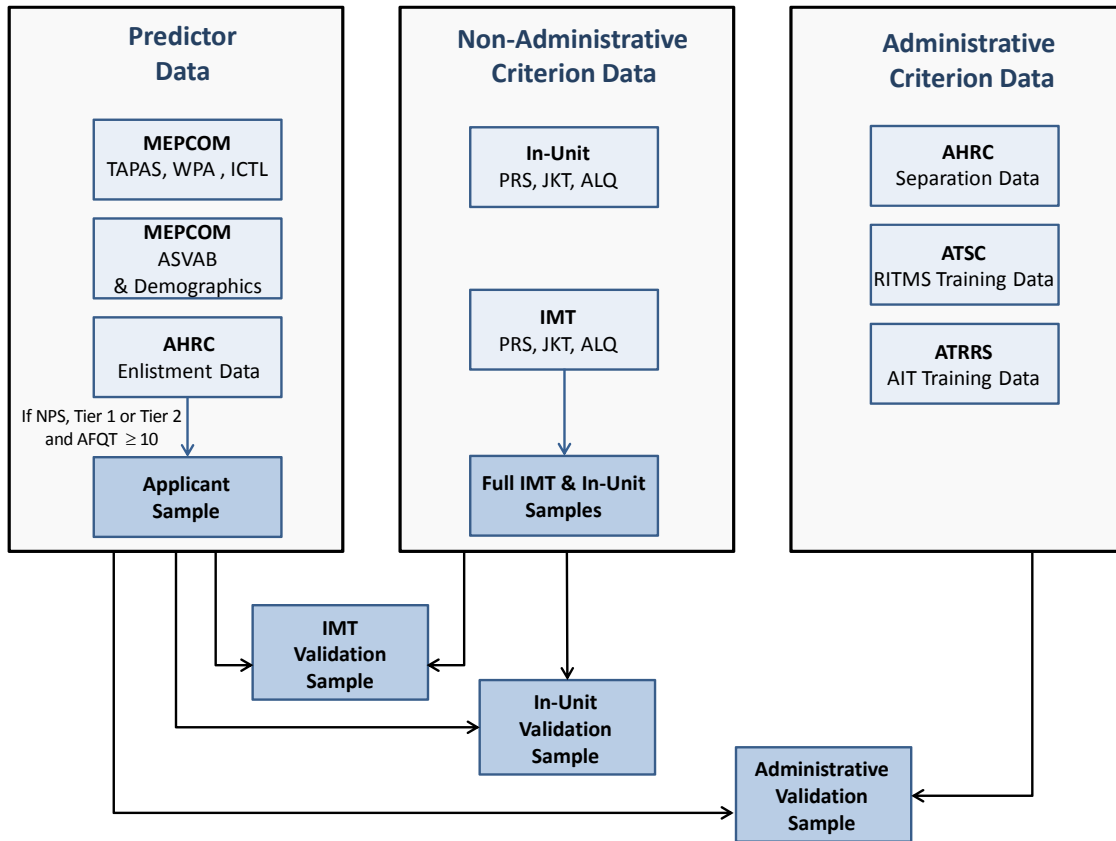 Predictor
Data
MEPCOM
TAPAS, WPA , ICTL
MEPCOM
ASVAB
& Demographics
AHRC
Enlistment Data
If NPS, Tier 1 or Tier 2
and AFQT ≥ 10
Applicant
Sample
Non-Administrative
Criterion Data
In-Unit
PRS, JKT, ALQ
IMT
PRS, JKT, ALQ
Full IMT & In-Unit
Samples
Administrative
Criterion Data
AHRC
Separation Data
ATSC
RITMS Training Data
ATRRS
AIT Training Data
IMT
Validation
Sample
In-Unit
Validation
Sample
Administrative
Validation
Sample